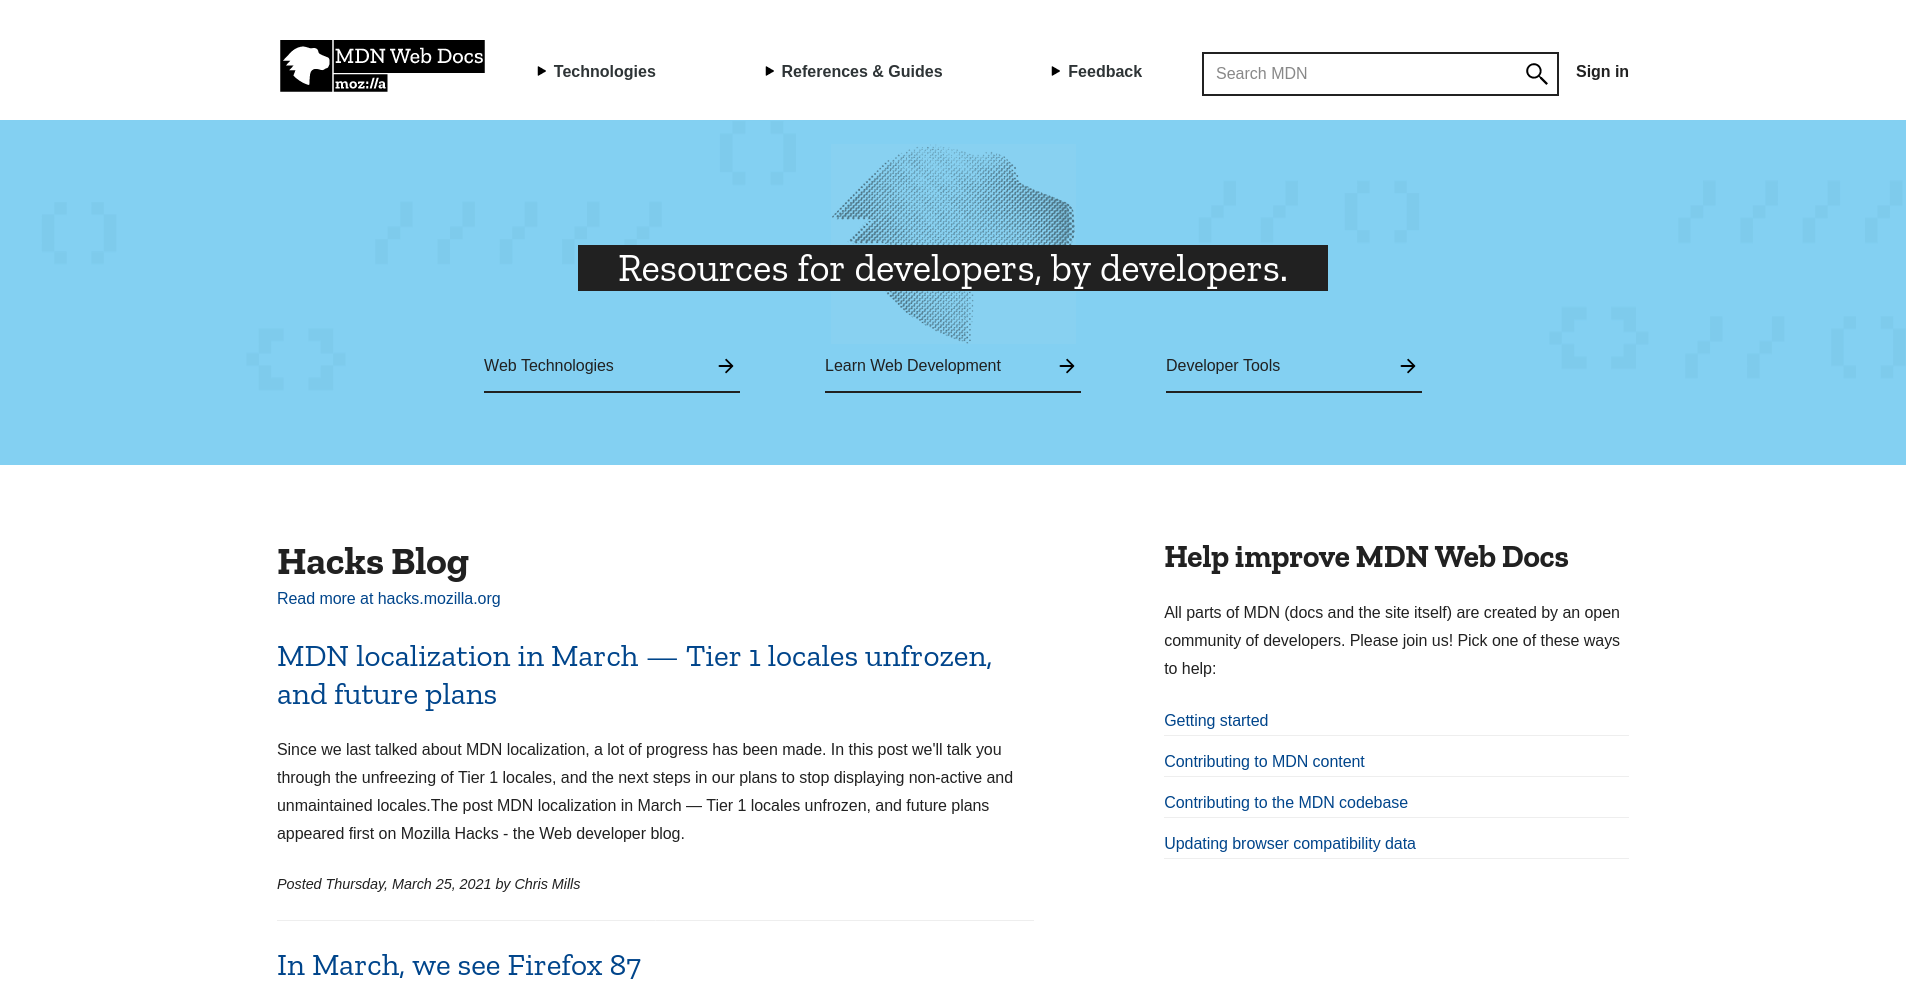 MDN Web Docs
moz://a
Technologies
References & Guides
Feedback
Search MDN
Sign in
Resources for developers, by developers.
Web Technologies
Learn Web Development
Developer Tools
Hacks Blog
Read more at hacks.mozilla.org
MDN localization in March — Tier 1 locales unfrozen,
and future plans
Since we last talked about MDN localization, a lot of progress has been made. In this post we'll talk you
through the unfreezing of Tier 1 locales, and the next steps in our plans to stop displaying non-active and
unmaintained locales.The post MDN localization in March — Tier 1 locales unfrozen, and future plans
appeared first on Mozilla Hacks - the Web developer blog.
Posted Thursday, March 25, 2021 by Chris Mills
In March, we see Firefox 87
Help improve MDN Web Docs
All parts of MDN (docs and the site itself) are created by an open
community of developers. Please join us! Pick one of these ways
to help:
Getting started
Contributing to MDN content
Contributing to the MDN codebase
Updating browser compatibility data